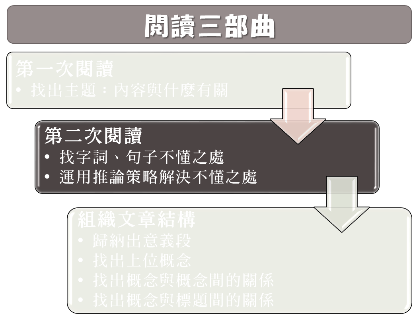 閱讀三部曲
第一次閱讀
• 找出主題：內容與什麼有關
第二次閱讀
• 找字詞、句子不懂之處
• 運用推論策略解決不懂之處
組織文章結構
• 歸納出意義段
• 找出上位概念
• 找出概念與概念間的關係
• 找出概念與標題間的關係